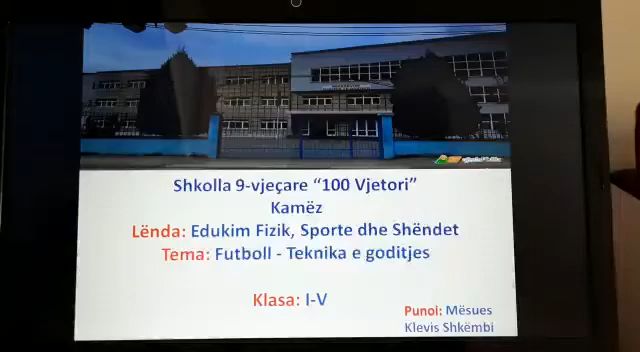 Shkolla 9-vjeçare “100 Vjetori”
Kamëz
Lënda: Edukim Fizik, Sporte dhe Shëndet
Tema: Futboll - Teknika e goditjes
Klasa: I-V
Punoi: Mësues
Klevis Shkëmbi